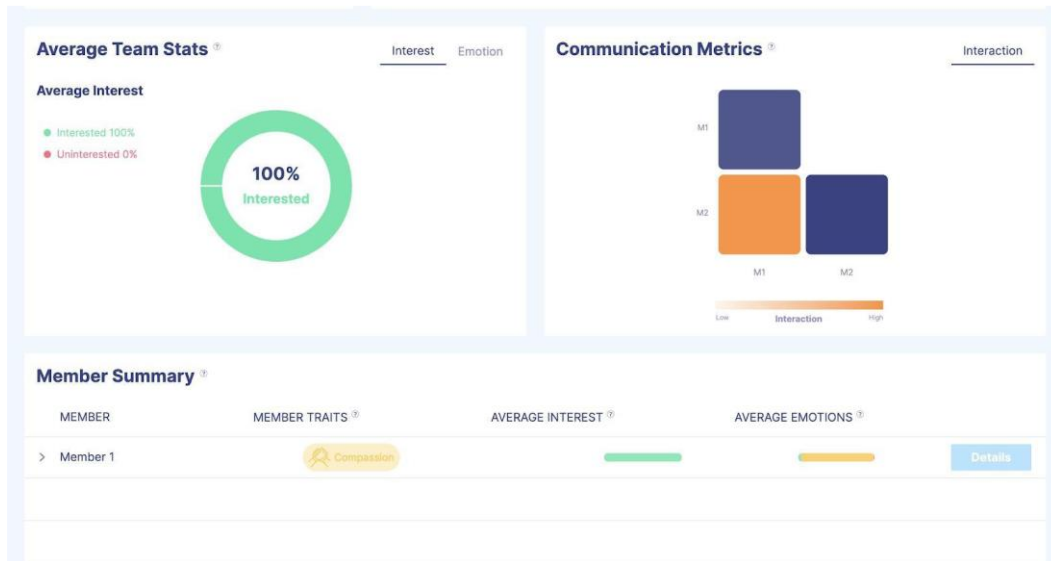 Average Team Stats ?
Interest Emotion
Average Interest
Interested 100%
Uninterested 0%
100%
Interested
Communication Metrics ?
Interaction
M1
M2
M1 M2
Low Interaction High
Member Summary ?
MEMBER MEMBER TRAITS ? AVERAGE INTEREST ? AVERAGE EMOTIONS ?
> Member 1 Compassion Details